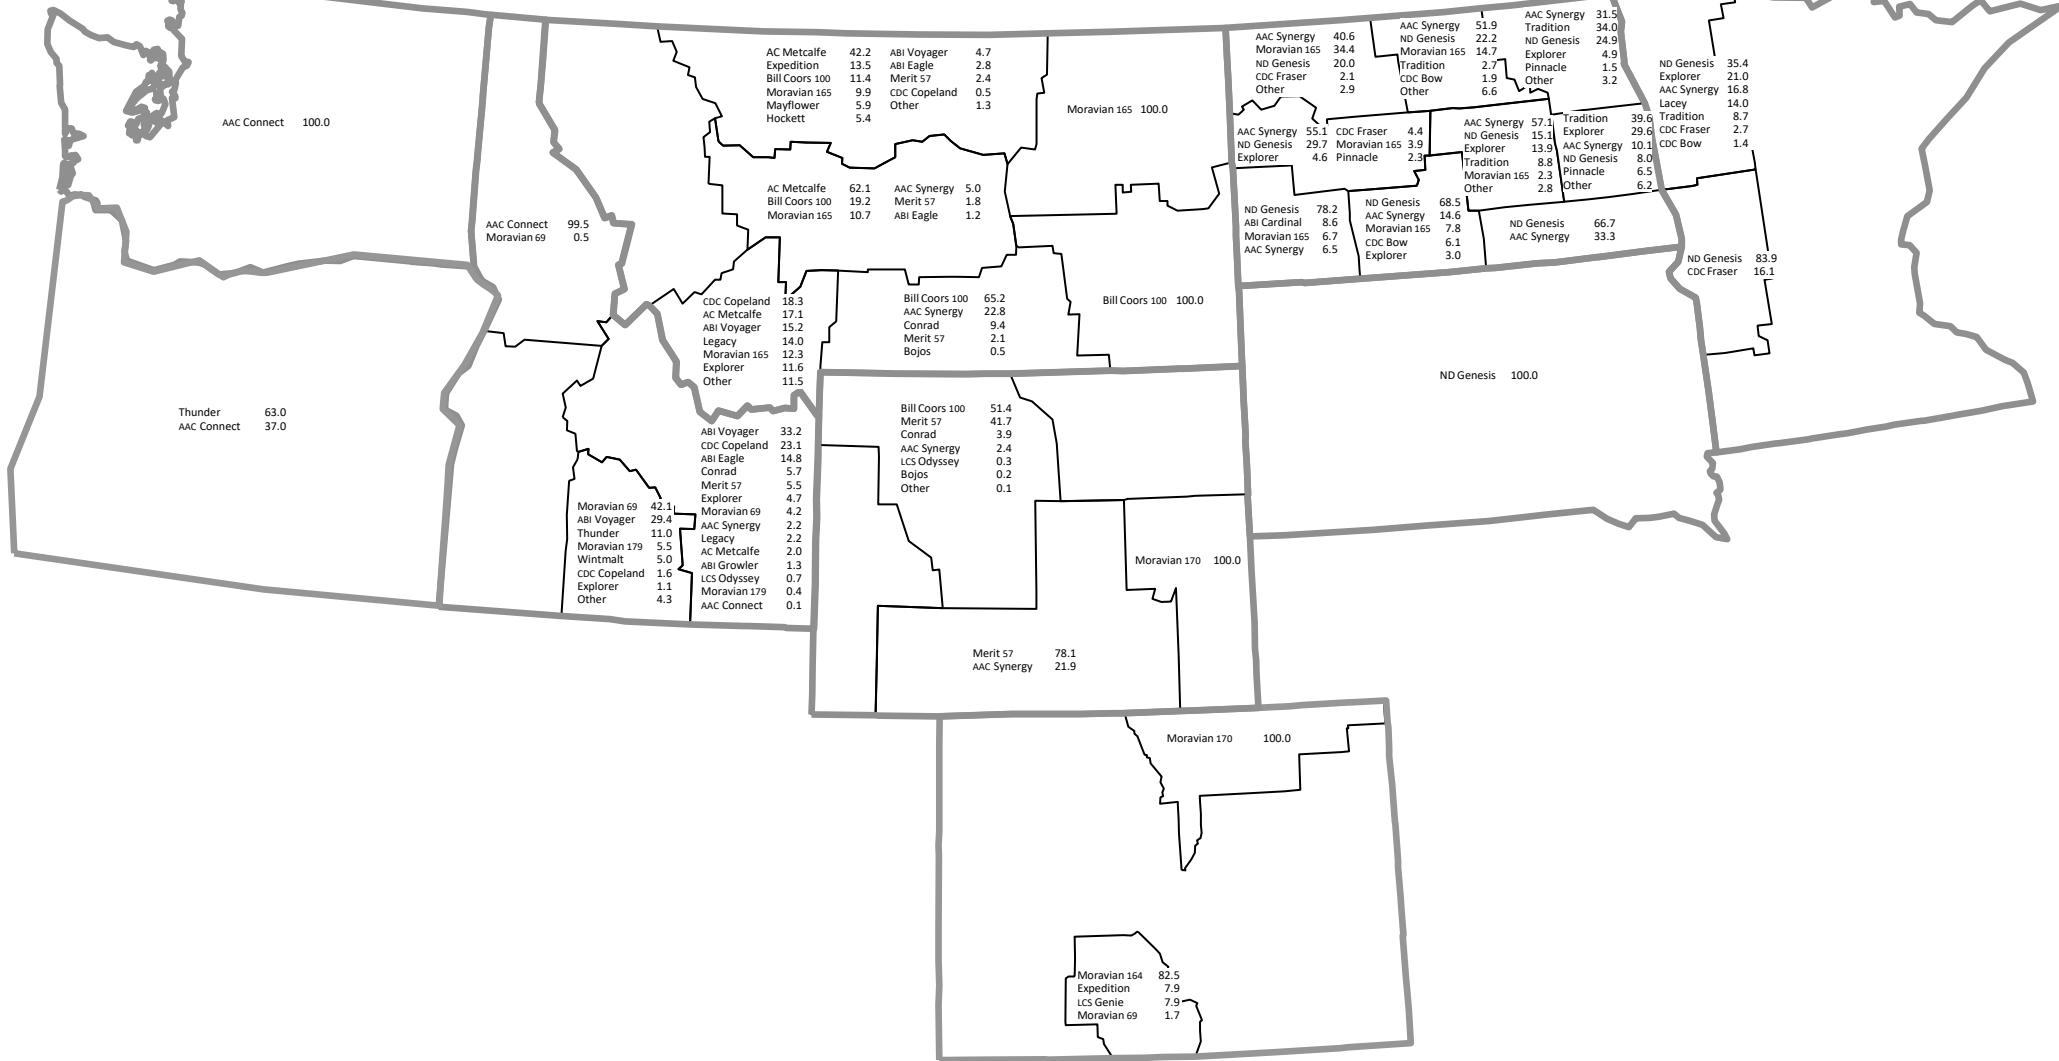 AAC Connect 100.0
Thunder 63.0
AAC Connect 37.0
AAC Connect 99.5
Moravian 69 0.5
AC Metcalfe 42.2 ABI Voyager 4.7
Expedition 13.5 ABI Eagle 2.8
Bill Coors 100 11.4 Merit 57 2.4
Moravian 165 9.9 CDC Copeland 0.5
Mayflower 5.9 Other 1.3
Hockett 5.4
Moravian 165 100.0
AC Metcalfe 62.1 AAC Synergy 5.0
Bill Coors 100 19.2 Merit 57 1.8
Moravian 165 10.7 ABI Eagle 1.2
CDC Copeland 18.3
AC Metcalfe 17.1
ABI Voyager 15.2
Legacy 14.0
Moravian 165 12.3
Explorer 11.6
Other 11.5
Bill Coors 100 65.2
AAC Synergy 22.8
Conrad 9.4
Merit 57 2.1
Bojos 0.5
Bill Coors 100 100.0
ABI Voyager 33.2
CDC Copeland 23.1
ABI Eagle 14.8
Conrad 5.7
Merit 57 5.5
Explorer 4.7
Moravian 69 4.2
AAC Synergy 2.2
Legacy 2.2
AC Metcalfe 2.0
ABI Growler 1.3
LCS Odyssey 0.7
Moravian 179 0.4
AAC Connect 0.1
Moravian 69 42.1
ABI Voyager 29.4
Thunder 11.0
Moravian 179 5.5
Wintmalt 5.0
CDC Copeland 1.6
Explorer 1.1
Other 4.3
Bill Coors 100 51.4
Merit 57 41.7
Conrad 3.9
AAC Synergy 2.4
LCS Odyssey 0.3
Bojos 0.2
Other 0.1
Moravian 170 100.0
Merit 57 78.1
AAC Synergy 21.9
Moravian 170 100.0
Moravian 164 82.5
Expedition 7.9
LCS Genie 7.9
Moravian 69 1.7
AAC Synergy 40.6
Moravian 165 34.4
ND Genesis 20.0
CDC Fraser 2.1
Other 2.9
AAC Synergy 51.9
ND Genesis 22.2
Moravian 165 14.7
Tradition 2.7
CDC Bow 1.9
Other 6.6
AAC Synergy 31.5
Tradition 34.0
ND Genesis 24.9
Explorer 4.9
Pinnacle 1.5
Other 3.2
ND Genesis 35.4
Explorer 21.0
AAC Synergy 16.8
Lacey 14.0
Tradition 8.7
CDC Fraser 2.7
CDC Bow 1.4
AAC Synergy 55.1 CDC Fraser 4.4
ND Genesis 29.7 Moravian 165 3.9
Explorer 4.6 Pinnacle 2.3
AAC Synergy 57.1
ND Genesis 15.1
Explorer 13.9
Tradition 8.8
Moravian 165 2.3
Other 2.8
Tradition 39.6
Explorer 29.6
AAC Synergy 10.1
ND Genesis 8.0
Pinnacle 6.5
Other 6.2
ND Genesis 78.2
ABI Cardinal 8.6
Moravian 165 6.7
AAC Synergy 6.5
ND Genesis 68.5
AAC Synergy 14.6
Moravian 165 7.8
CDC Bow 6.1
Explorer 3.0
ND Genesis 66.7
AAC Synergy 33.3
ND Genesis 83.9
CDC Fraser 16.1
ND Genesis 100.0